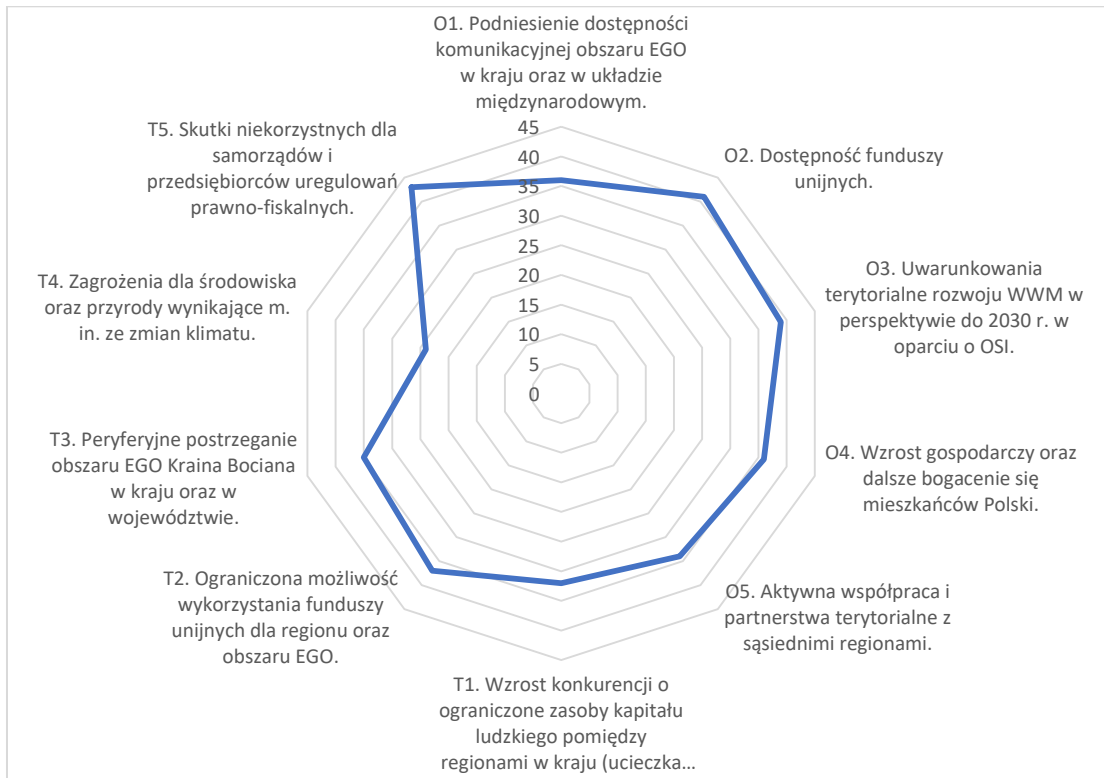 O1. Podniesienie dostępności
komunikacyjnej obszaru EGO
w kraju oraz w układzie
międzynarodowym.
O2. Dostępność funduszy
unijnych.
O3. Uwarunkowania
terytorialne rozwoju WWM w
perspektywie do 2030 r. w
oparciu o OSI.
O4. Wzrost gospodarczy oraz
dalsze bogacenie się
mieszkańców Polski.
O5. Aktywna współpraca i
partnerstwa terytorialne z
sąsiednimi regionami.
T1. Wzrost konkurencji o
ograniczone zasoby kapitału
ludzkiego pomiędzy
regionami w kraju (ucieczka...
T2. Ograniczona możliwość
wykorzystania funduszy
unijnych dla regionu oraz
obszaru EGO.
T3. Peryferyjne postrzeganie
obszaru EGO Kraina Bociana
w kraju oraz w
województwie.
T4. Zagrożenia dla środowiska
oraz przyrody wynikające m.
in. ze zmian klimatu.
T5. Skutki niekorzystnych dla
samorządów i
przedsiębiorców uregulowań
prawno-fiskalnych.
45
40
35
30
25
20
15
10
5
0